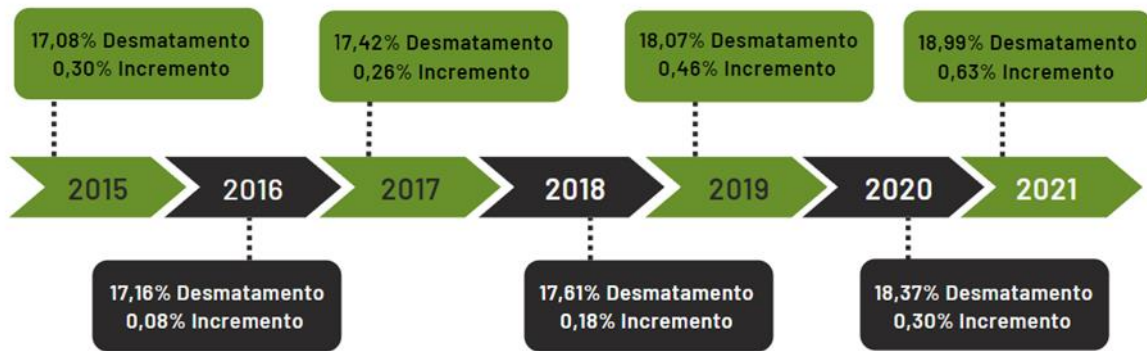 17,08% Desmatamento
0,30% Incremento
17,42% Desmatamento
0,26% Incremento
18,07% Desmatamento
0,46% Incremento
18,99% Desmatamento
0,63% Incremento
2015
2016
2017
2018
2019
2020
2021
17,16% Desmatamento
0,08% Incremento
17,61% Desmatamento
0,18% Incremento
18,37% Desmatamento
0,30% Incremento